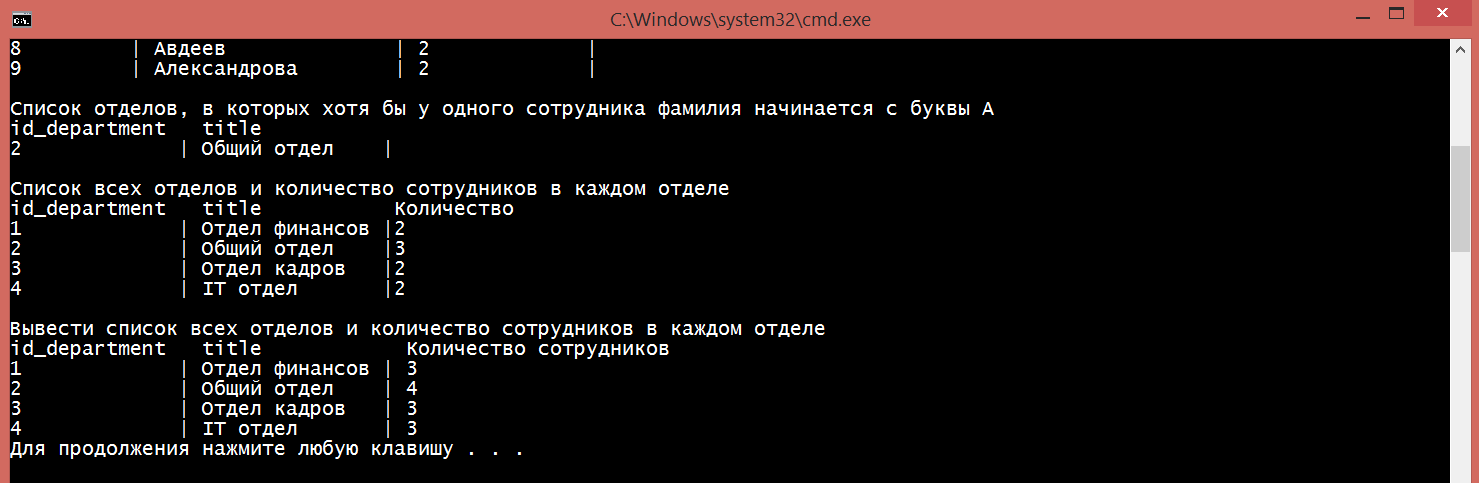 C:\Windows\system32\cmd.exe
8         | Авдеев              | 2             |
9         | Александрова        | 2             |
Список отделов, в которых хотя бы у одного сотрудника фамилия начинается с буквы А
id_department   title
2             | Общий отдел    |
Список всех отделов и количество сотрудников в каждом отделе
id_department   title           Количество
1             | Отдел финансов |2
2             | Общий отдел    |3
3             | Отдел кадров   |2
4             | IT отдел       |2
Вывести список всех отделов и количество сотрудников в каждом отделе
id_department   title            Количество сотрудников
1             | Отдел финансов | 3
2             | Общий отдел    | 4
3             | Отдел кадров   | 3
4             | IT отдел       | 3
Для продолжения нажмите любую клавишу . . .